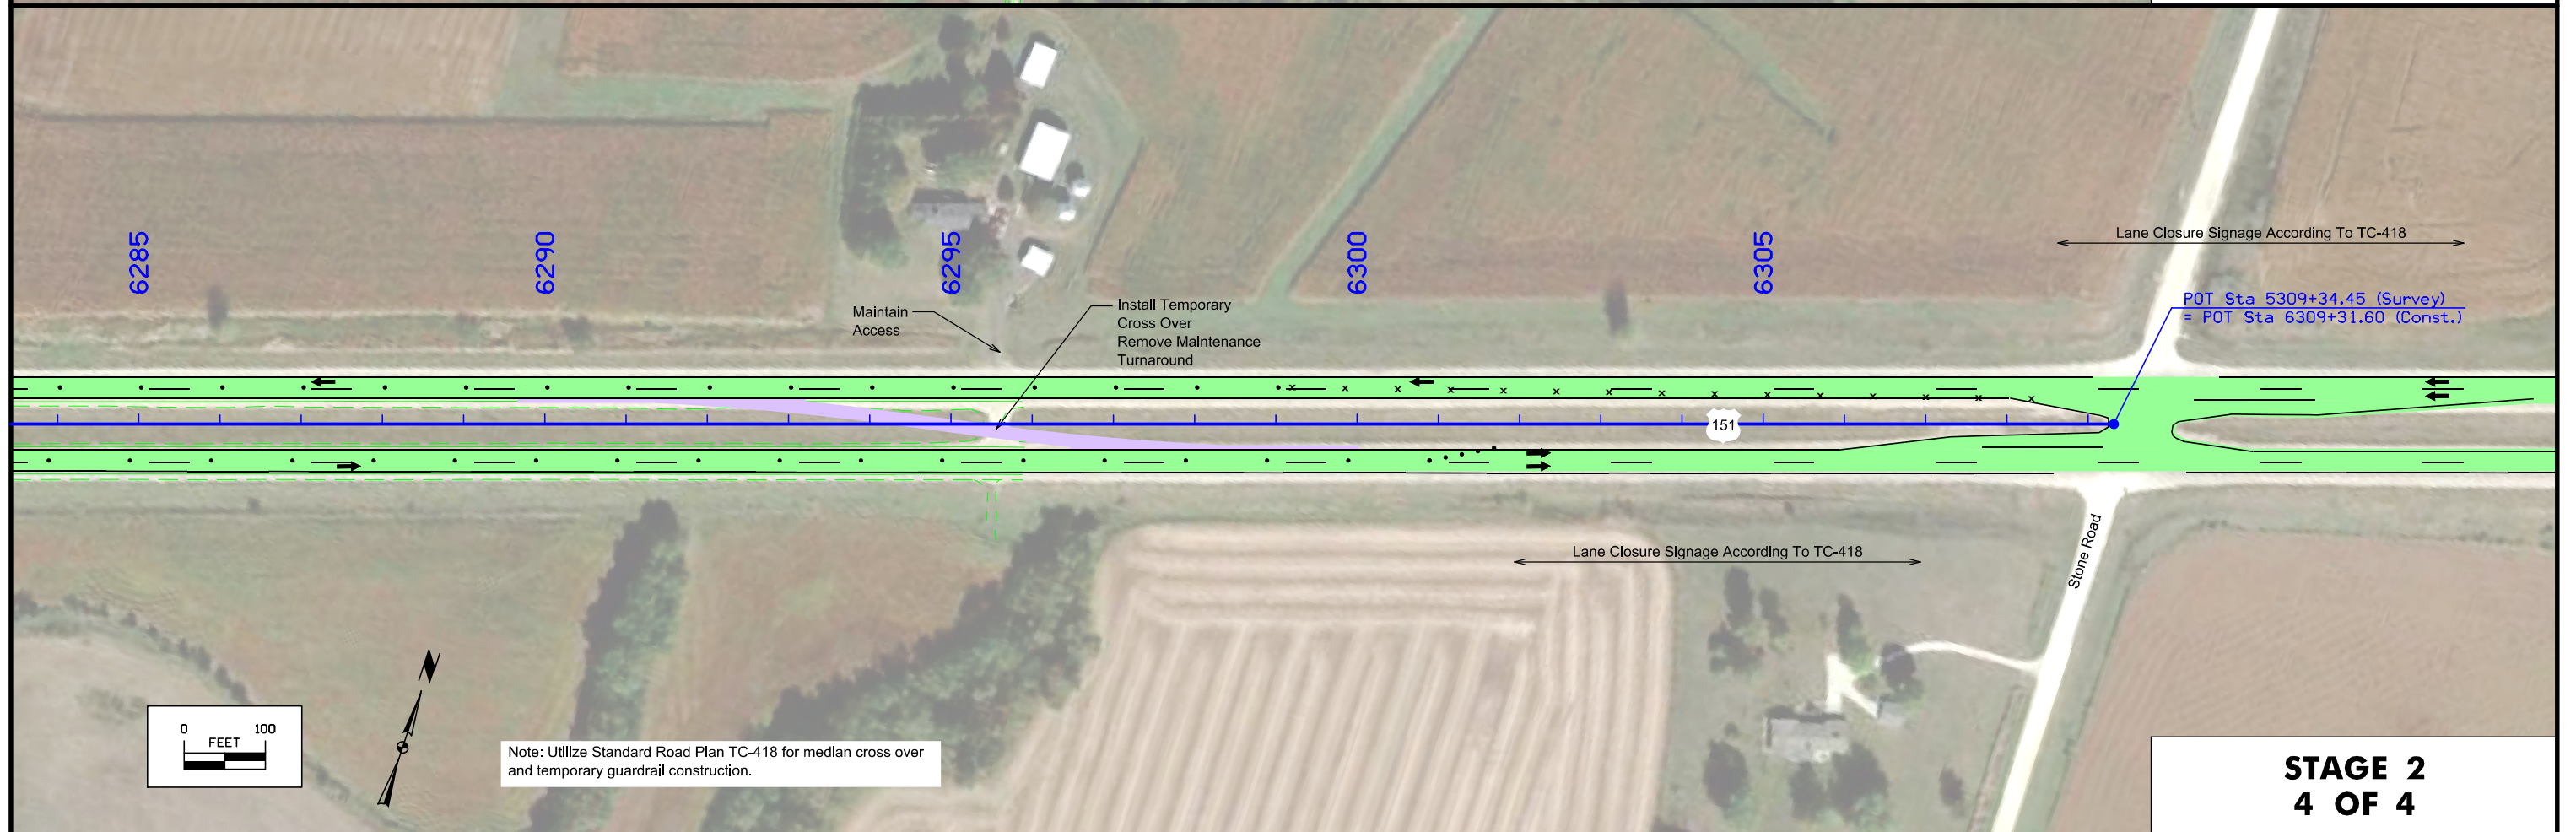 6285
6290
6295
6300
6305
Lane Closure Signage According To TC-418
POT Sta 5309+34.45 (Survey)
= POT Sta 6309+31.60 (Const.)
Maintain
Access
Install Temporary
Cross Over
Remove Maintenance
Turnaround
151
Lane Closure Signage According To TC-418
Stone Road
0 100
FEET
Note: Utilize Standard Road Plan TC-418 for median cross over
and temporary guardrail construction.
STAGE 2
4 OF 4